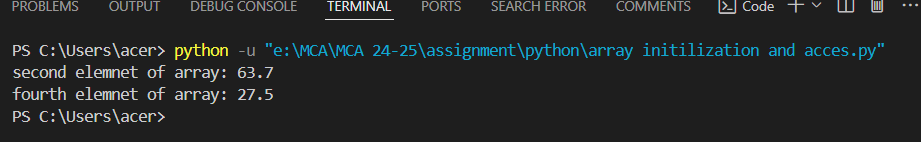 PROBLEMS OUTPUT DEBUG CONSOLE TERMINAL PORTS SEARCH ERROR COMMENTS Code
PS C:\Users\acer> python -u "e:\MCA\MCA 24-25\assignment\python\array initilization and acces.py"
second elemnet of array: 63.7
fourth elemnet of array: 27.5
PS C:\Users\acer>